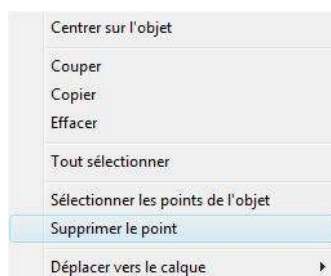 Centrer sur l'objet
Couper
Copier
Effacer
Tout sélectionner
Sélectionner les points de l'objet
Supprimer le point
Déplacer vers le calque